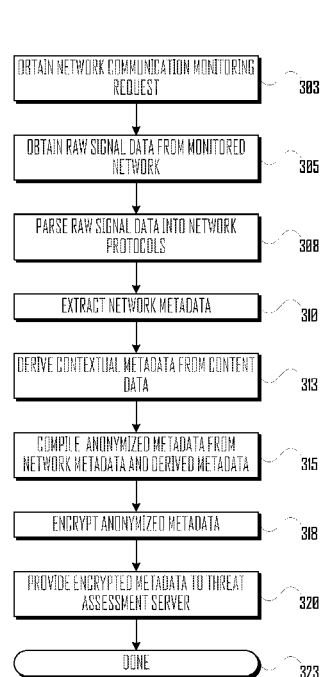 OBTAIN NETWORK COMMUNICATION MONITORING
REQUEST
303
OBTAIN RAW SIGNAL DATA FROM MONITORED
NETWORK
305
PARSE RAW SIGNAL DATA INTO NETWORK
PROTOCOLS
308
EXTRACT NETWORK METADATA
310
DERIVE CONTEXTUAL METADATA FROM CONTENT
DATA
313
COMPILE ANONYMIZED METADATA FROM
NETWORK METADATA AND DERIVED METADATA
315
ENCRYPT ANONYMIZED METADATA
318
PROVIDE ENCRYPTED METADATA TO THREAT
ASSESSMENT SERVER
320
DONE
323